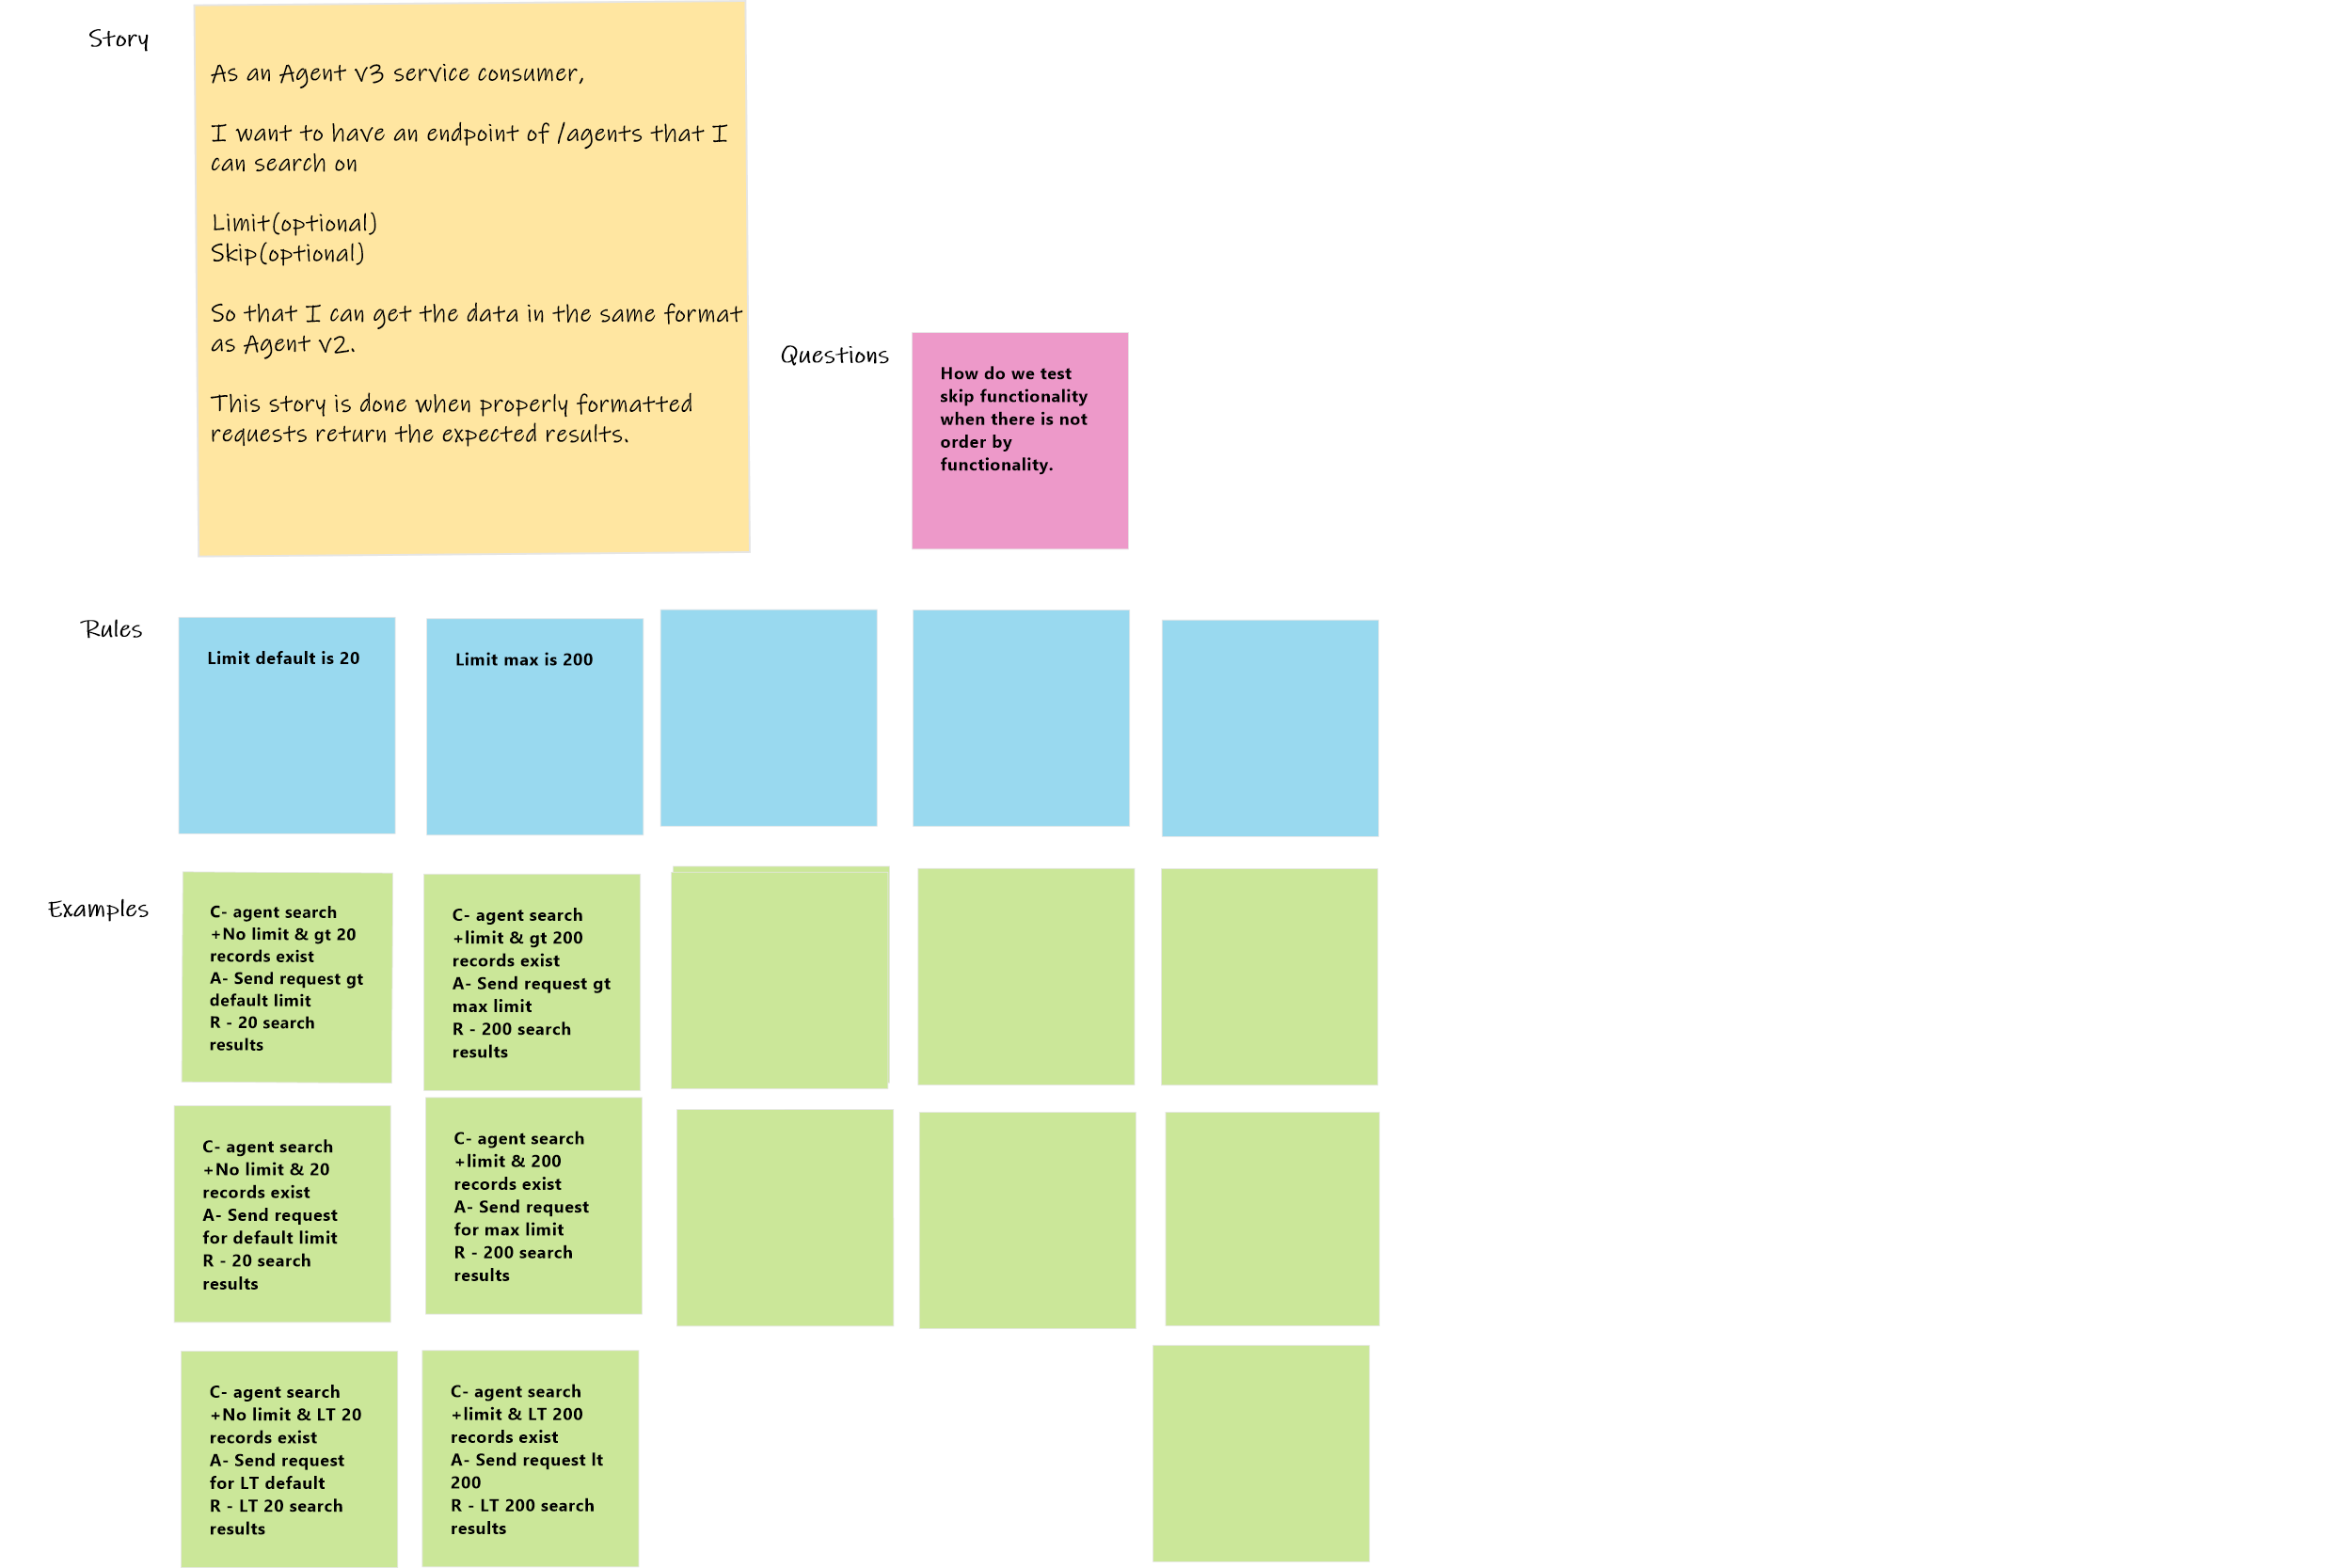 Story
As an Agent v3 service consumer,
I want to have an endpoint of /agents that I
can search on
Limit(optional)
Skip(optional)
So that I can get the data in the same format
as Agent v2.
This story is done when properly formatted
requests return the expected results.
Questions
How do we test
skip functionality
when there is not
order by
functionality.
Rules
Limit default is 20
Limit max is 200
Examples
C- agent search
+No limit & gt 20
records exist
A- Send request gt
default limit
R - 20 search
results
C- agent search
+limit & gt 200
records exist
A- Send request gt
max limit
R - 200 search
results
C- agent search
+No limit & 20
records exist
A- Send request
for default limit
R - 20 search
results
C- agent search
+limit & 200
records exist
A- Send request
for max limit
R - 200 search
results
C- agent search
+No limit & LT 20
records exist
A- Send request
for LT default
R - LT 20 search
results
C- agent search
+limit & LT 200
records exist
A- Send request lt
200
R - LT 200 search
results